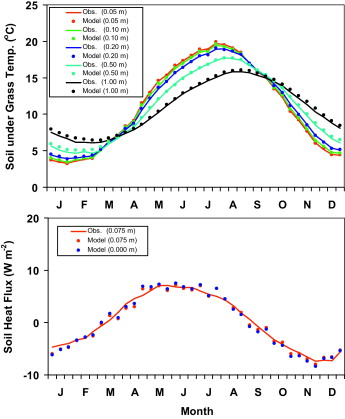 25
20
15
10
5
0
Soil under Grass Temp. (°C)
Obs. (0.05 m)
Model (0.05 m)
Obs. (0.10 m)
Model (0.10 m)
Obs. (0.20 m)
Model (0.20 m)
Obs. (0.50 m)
Model (0.50 m)
Obs. (1.00 m)
Model (1.00 m)
J F M A M J J A S O N D
20
10
0
-10
Soil Heat Flux (W m-2)
Obs. (0.075 m)
Model (0.075 m)
Model (0.000 m)
J F M A M J J A S O N D
Month